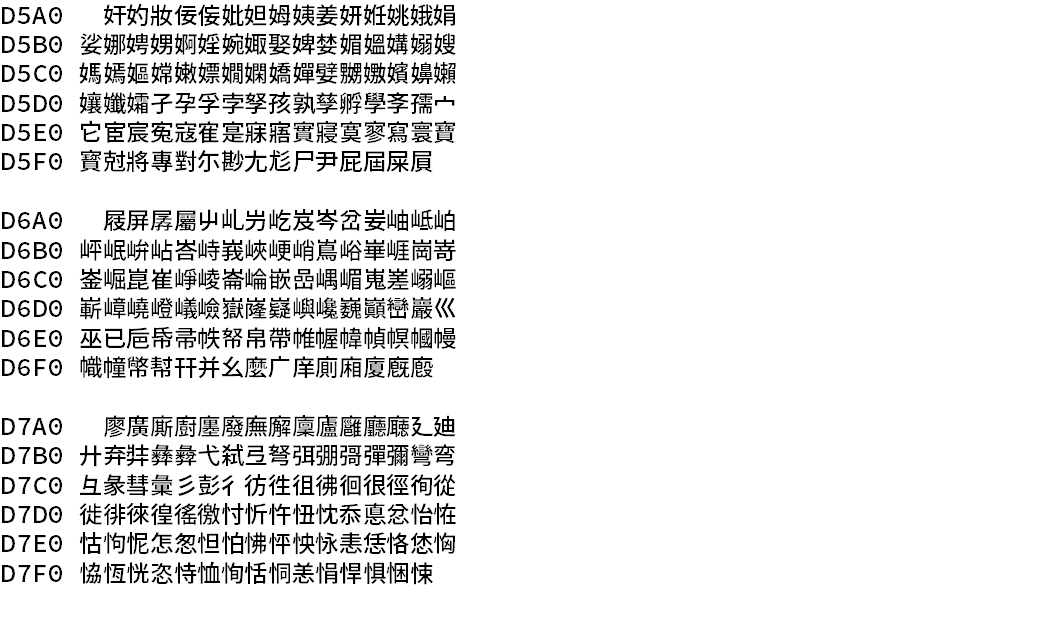 D5A0 奸妁妝佞侫妣妲姆姨姜妍姙姚娥娟
D5B0 娑娜娉娚婀婬婉娵娶婢婪媚媼媾嫋嫂
D5C0 媽嫣嫗嫦嫩嫖嫺嫻嬌嬋嬖嬲嫐嬪嬶嬾
D5D0 孃孅孀孑孕孚孛孥孩孰孳孵學斈孺宀
D5E0 它宦宸寃寇寉寔寐寤實寢寞寥寫寰寶
D5F0 寳尅將專對尓尠尢尨尸尹屁屆屎屓
D6A0 屐屏孱屬屮乢屶屹岌岑岔妛岫岻岶
D6B0 岼岷峅岾峇峙峩峽峺峭嶌峪崋崕崗嵜
D6C0 崟崛崑崔崢崚崙崘嵌嵒嵎嵋嵬嵳嵶嶇
D6D0 嶄嶂嶢嶝嶬嶮嶽嶐嶷嶼巉巍巓巒巖巛
D6E0 巫已巵帋帚帙帑帛帶帷幄幃幀幎幗幔
D6F0 幟幢幤幇幵并幺麼广庠廁廂廈廐廏
D7A0 廖廣廝廚廛廢廡廨廩廬廱廳廰廴廸
D7B0 廾弃弉彝彜弋弑弖弩弭弸彁彈彌彎弯
D7C0 彑彖彗彙彡彭彳彷徃徂彿徊很徑徇從
D7D0 徙徘徠徨徭徼忖忻忤忸忱忝悳忿怡恠
D7E0 怙怐怩怎怱怛怕怫怦怏怺恚恁恪恷恟
D7F0 恊恆恍恣恃恤恂恬恫恙悁悍惧悃悚